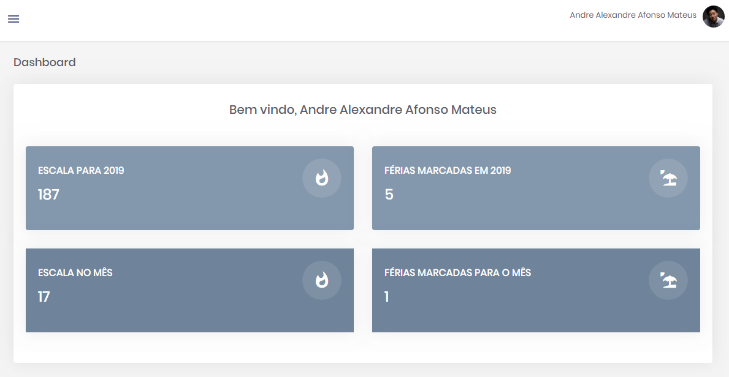 Andre Alexandre Afonso Mateus
Dashboard
Bem vindo, Andre Alexandre Afonso Mateus
ESCALA PARA 2019
187
FÉRIAS MARCADAS EM 2019
5
ESCALA NO MÊS
17
FÉRIAS MARCADAS PARA O MÊS
1